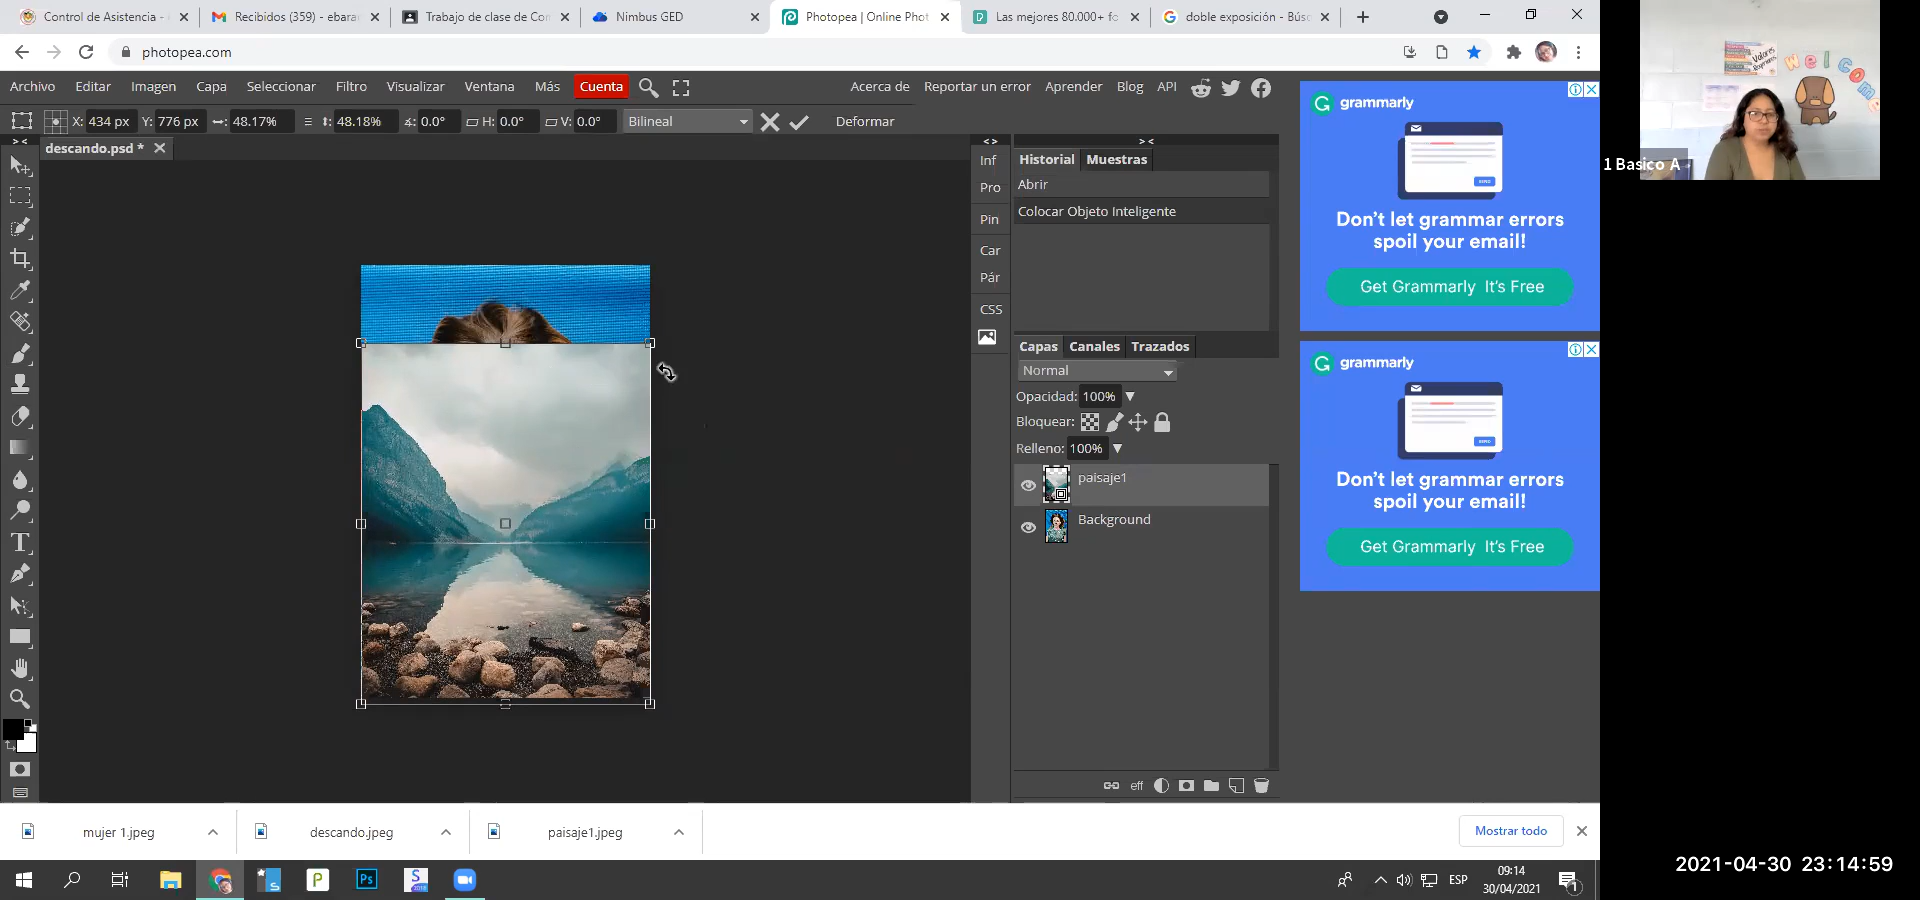 Control de Asistencia -
Recibidos (359) - ebara
Trabajo de clase de Con
Nimbus GED
Photopea | Online Phot
Las mejores 80.000+ fo
doble exposición - Bús
photopea.com
Archivo Editar Imagen Capa Seleccionar Filtro Visualizar Ventana Más Cuenta Acerca de Reportar un error Aprender Blog API
X: 434 px Y: 776 px 48.17% 48.18% 0.0° H: 0.0° V: 0.0° Bilineal Deformar
descando.psd *
Inf
Pro
Pin
Car
Pár
CSS
Historial Muestras
Abrir
Colocar Objeto Inteligente
Capas Canales Trazados
Normal
Opacidad: 100%
Bloquear:
Relleno: 100%
paisaje1
Background
eff
grammarly
Don't let grammar errors
spoil your email!
Get Grammarly It's Free
grammarly
Don't let grammar errors
spoil your email!
Get Grammarly It's Free
Valores
welcome
1 Basico A
mujer 1.jpeg
descando.jpeg
paisaje1.jpeg
Mostrar todo
ESP
09:14
30/04/2021
1
2021-04-30 23:14:59